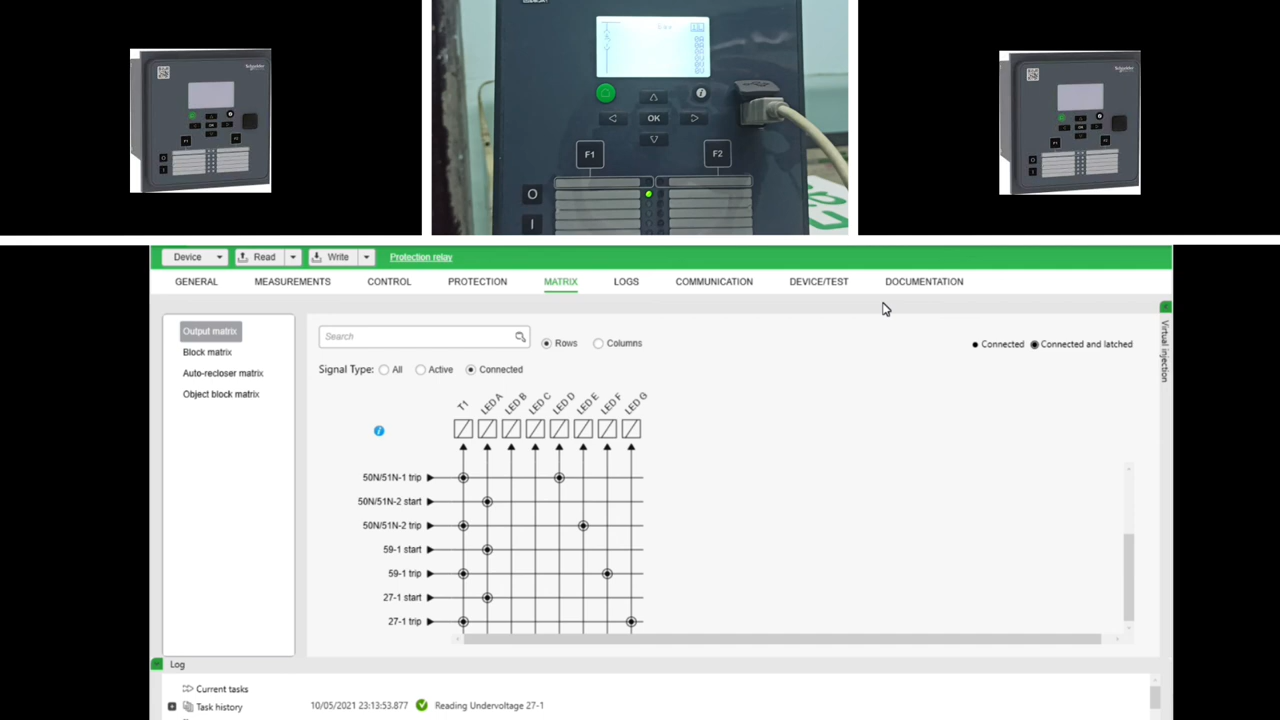 Schneider
Schneider
OK
F1
F2
O
I
Device
Read
Write
Protection relay
GENERAL
MEASUREMENTS
CONTROL
PROTECTION
MATRIX
LOGS
COMMUNICATION
DEVICE/TEST
DOCUMENTATION
Output matrix
Block matrix
Auto-recloser matrix
Object block matrix
Search
Rows
Columns
Connected
Connected and latched
Signal Type:
All
Active
Connected
T1
LED A
LED B
LED C
LED D
LED E
LED F
LED G
50N/51N-1 trip
50N/51N-2 start
50N/51N-2 trip
59-1 start
59-1 trip
27-1 start
27-1 trip
Virtual injection
Log
Current tasks
Task history
10/05/2021 23:13:53.877
Reading Undervoltage 27-1